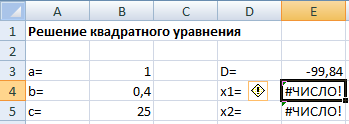 A B C D E
1 Решение квадратного уравнения
2
3 a= 1 D= -99,84
4 b= 0,4 x1= #ЧИСЛО!
5 c= 25 x2= #ЧИСЛО!